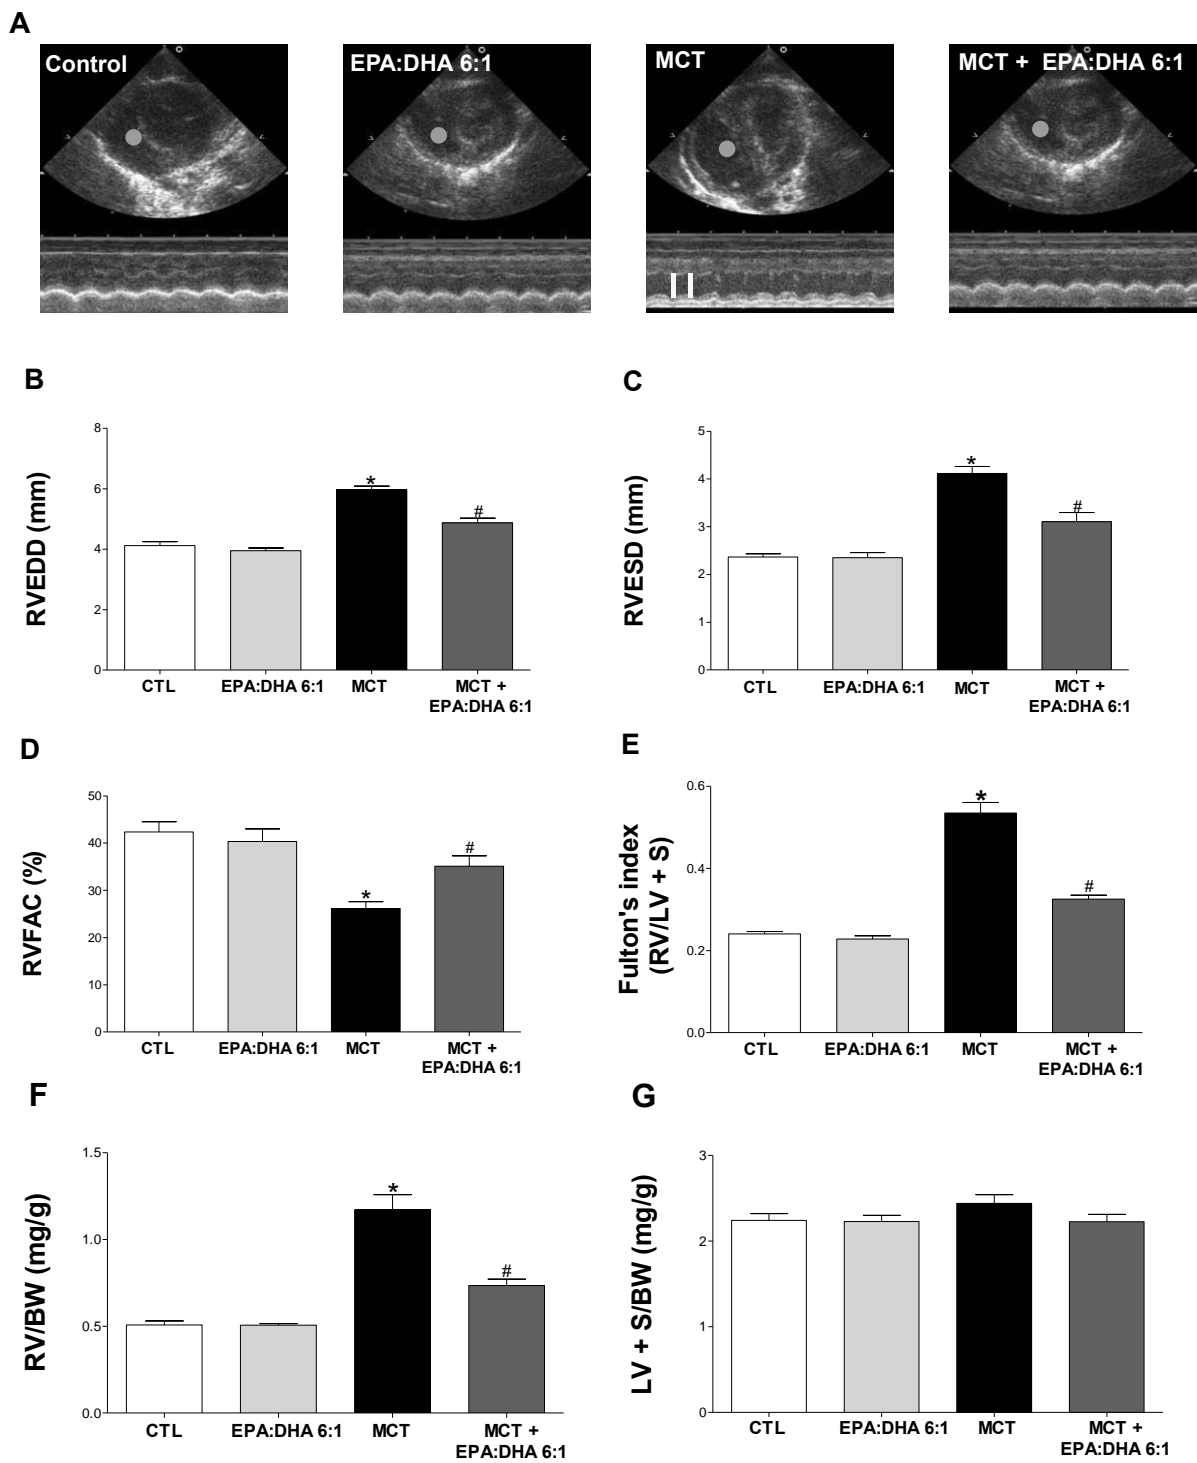 A
Control
EPA:DHA 6:1
MCT
MCT + EPA:DHA 6:1
B
RVEDD (mm)
8
6
4
2
0
*
#
CTL
EPA:DHA 6:1
MCT
MCT +
EPA:DHA 6:1
C
RVESD (mm)
5
4
3
2
1
0
*
#
CTL
EPA:DHA 6:1
MCT
MCT +
EPA:DHA 6:1
D
RVFAC (%)
50
40
30
20
10
0
*
#
CTL
EPA:DHA 6:1
MCT
MCT +
EPA:DHA 6:1
E
Fulton's index
(RV/LV + S)
0.6
0.4
0.2
0.0
*
#
CTL
EPA:DHA 6:1
MCT
MCT +
EPA:DHA 6:1
F
RV/BW (mg/g)
1.5
1.0
0.5
0.0
*
#
CTL
EPA:DHA 6:1
MCT
MCT +
EPA:DHA 6:1
G
LV + S/BW (mg/g)
3
2
1
0
CTL
EPA:DHA 6:1
MCT
MCT +
EPA:DHA 6:1